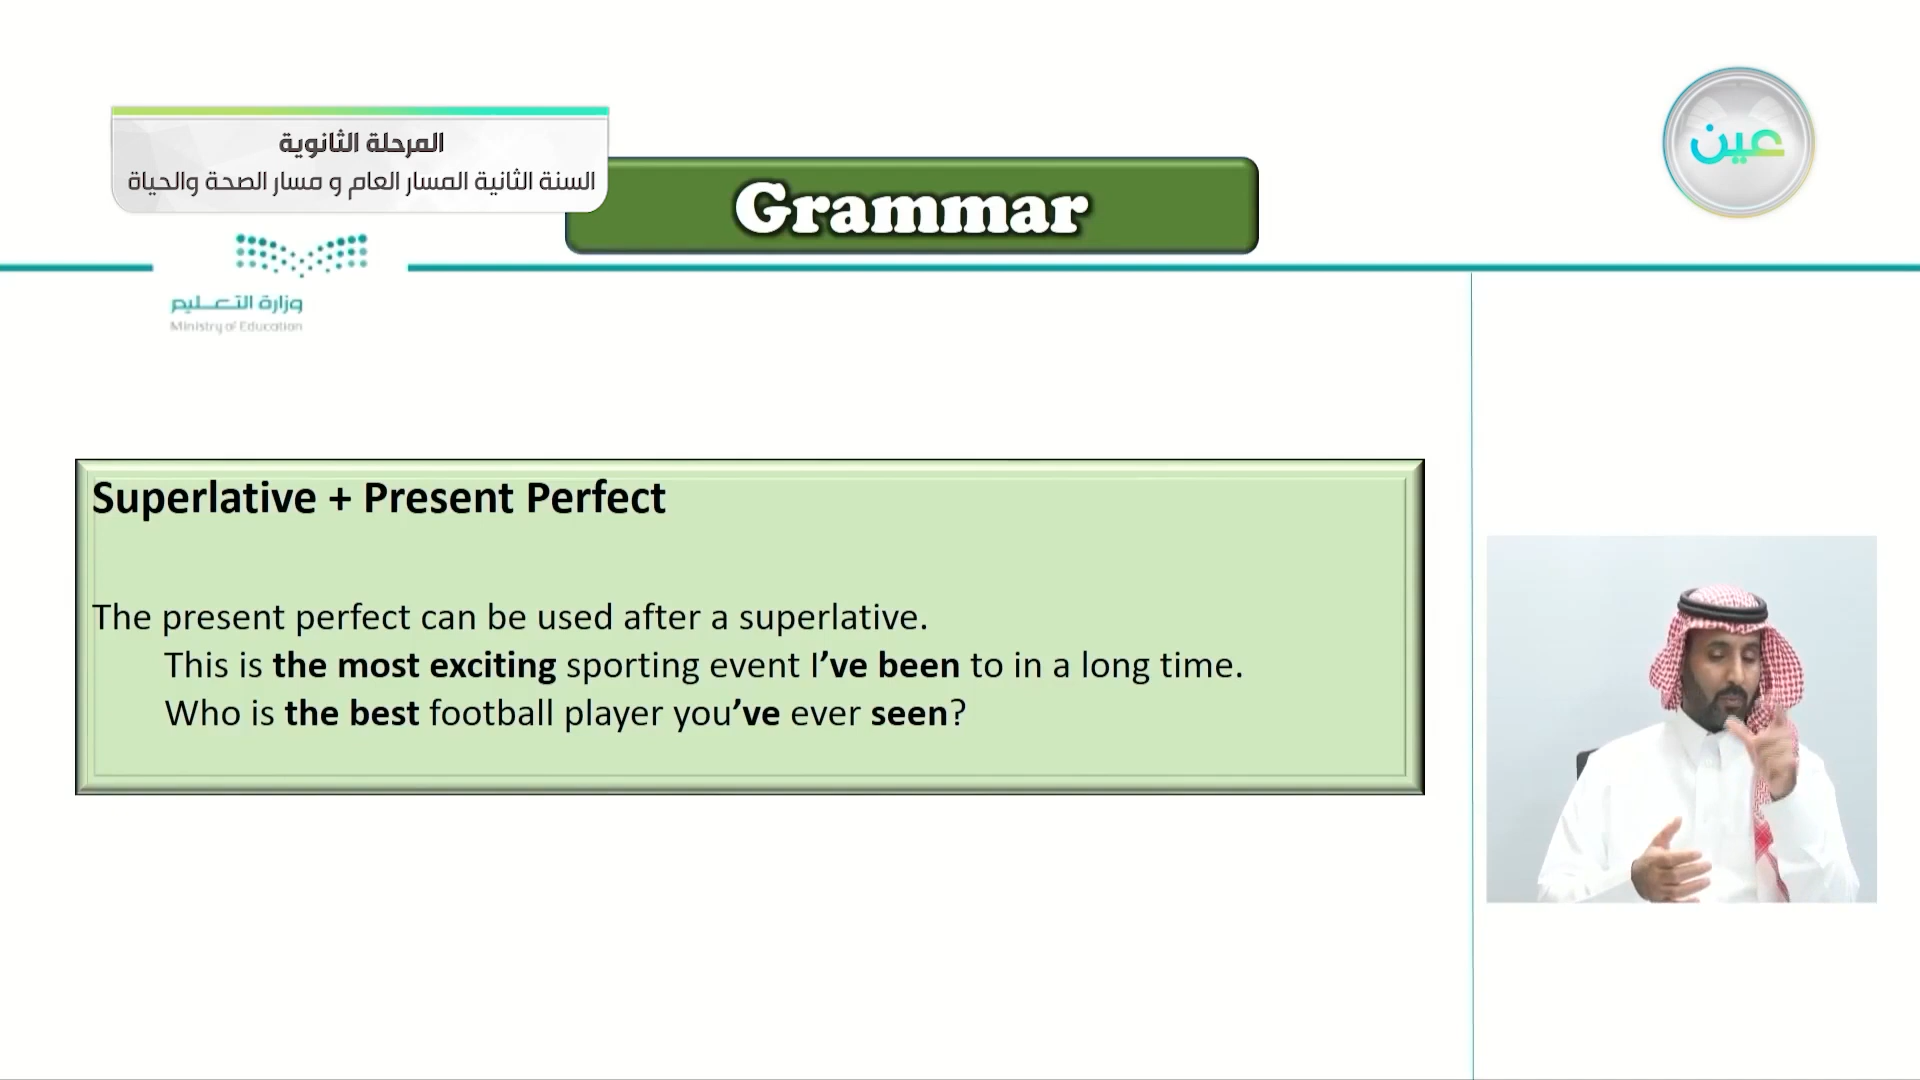 المرحلة الثانوية
السنة الثانية المسار العام و مسار الصحة والحياة
Grammar
عين
وزارة التعليم
Ministry of Education
Superlative + Present Perfect
The present perfect can be used after a superlative.
This is the most exciting sporting event I’ve been to in a long time.
Who is the best football player you’ve ever seen?